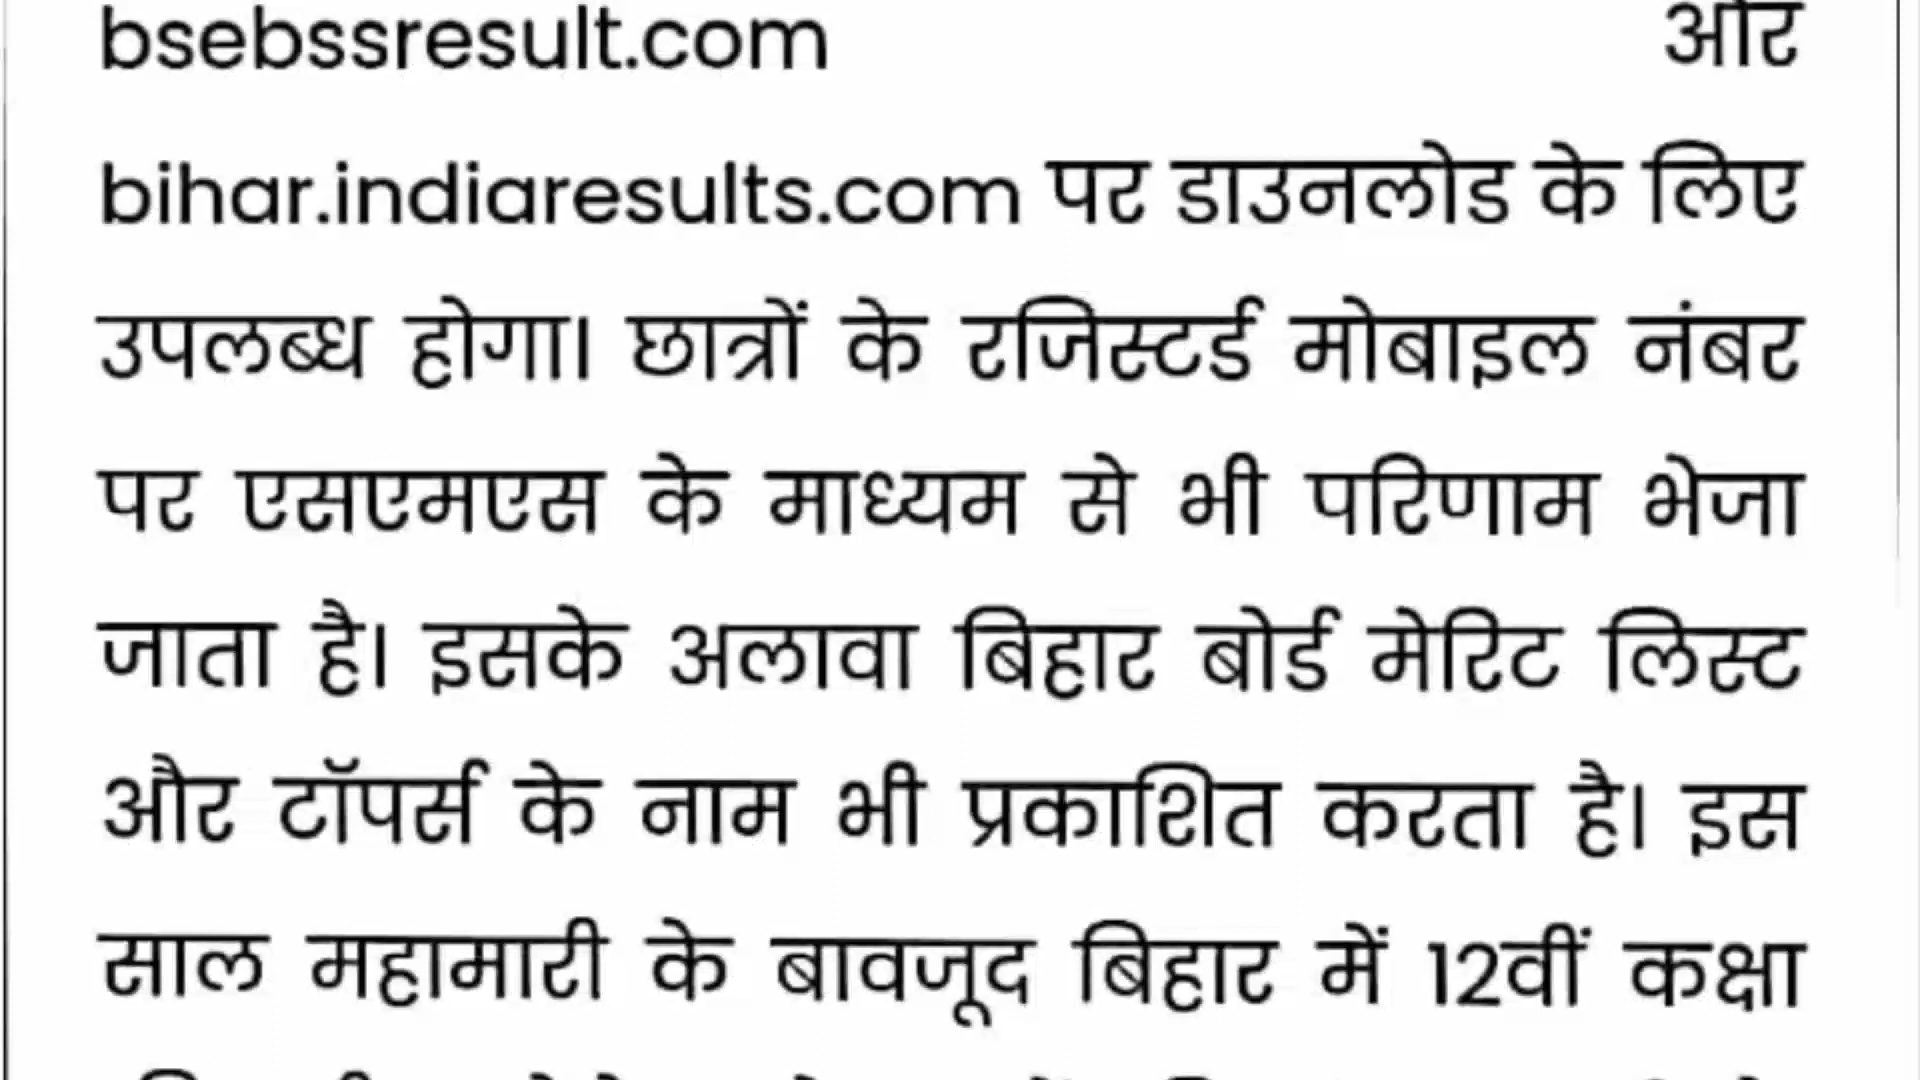 bsebssresult.com और
bihar.indiaresults.com पर डाउनलोड के लिए
उपलब्ध होगा। छात्रों के रजिस्टर्ड मोबाइल नंबर
पर एसएमएस के माध्यम से भी परिणाम भेजा
जाता है। इसके अलावा बिहार बोर्ड मेरिट लिस्ट
और टॉपर्स के नाम भी प्रकाशित करता है। इस
साल महामारी के बावजूद बिहार में 12वीं कक्षा